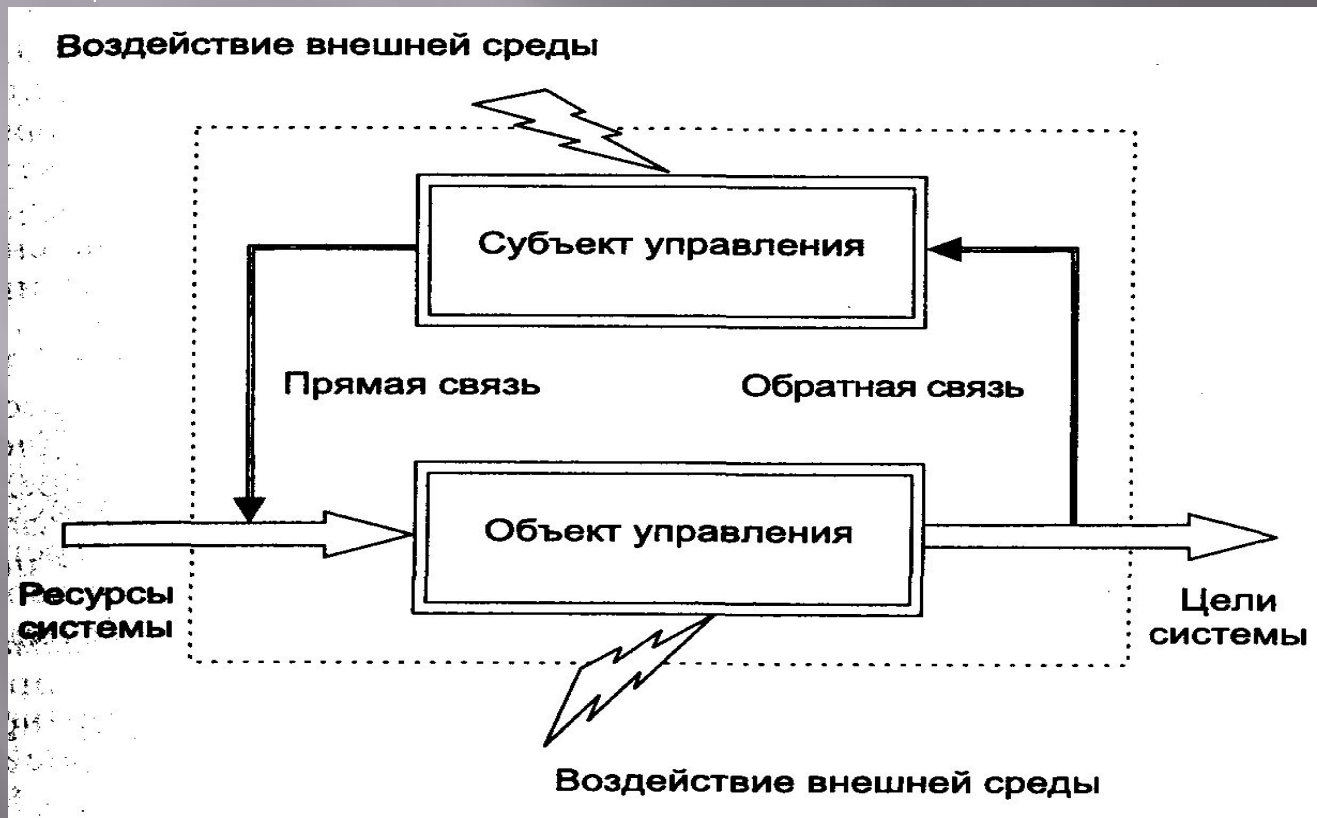 Воздействие внешней среды
Субъект управления
Прямая связь
Обратная связь
Объект управления
Ресурсы
системы
Цели
системы
Воздействие внешней среды